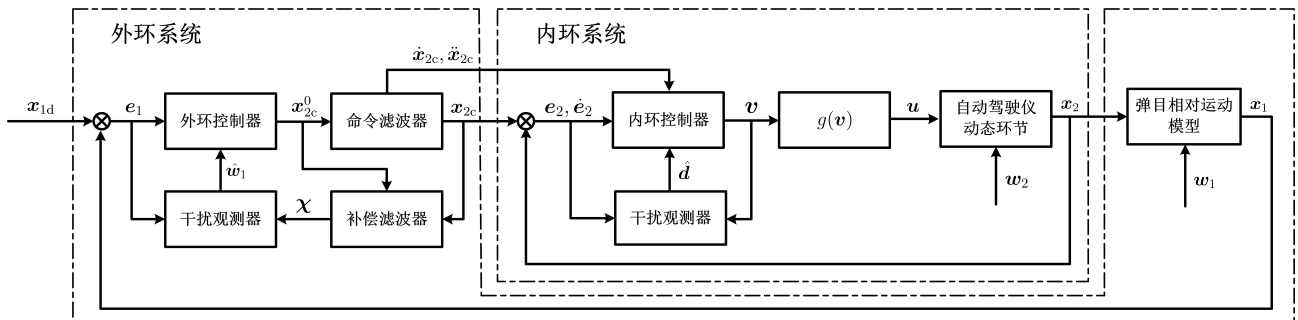 外环系统
内环系统
ẋ₂c, ẍ₂c
x₁d
e₁
外环控制器
x⁰₂c
命令滤波器
x₂c
e₂, ė₂
内环控制器
v
g(v)
u
自动驾驶仪
动态环节
x₂
弹目相对运动
模型
x₁
ŵ₁
d̂
w₂
w₁
干扰观测器
χ
补偿滤波器
干扰观测器